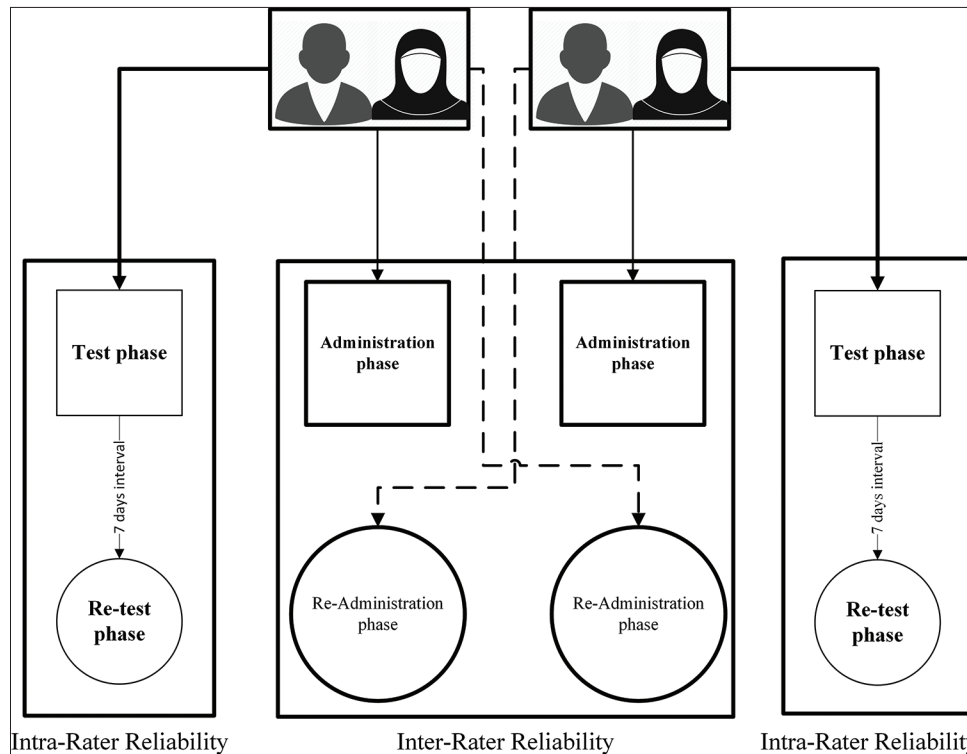 Test phase
Administration
phase
Administration
phase
Test phase
7 days interval
7 days interval
Re-test
phase
Re-Administration
phase
Re-Administration
phase
Re-test
phase
Intra-Rater Reliability
Inter-Rater Reliability
Intra-Rater Reliability